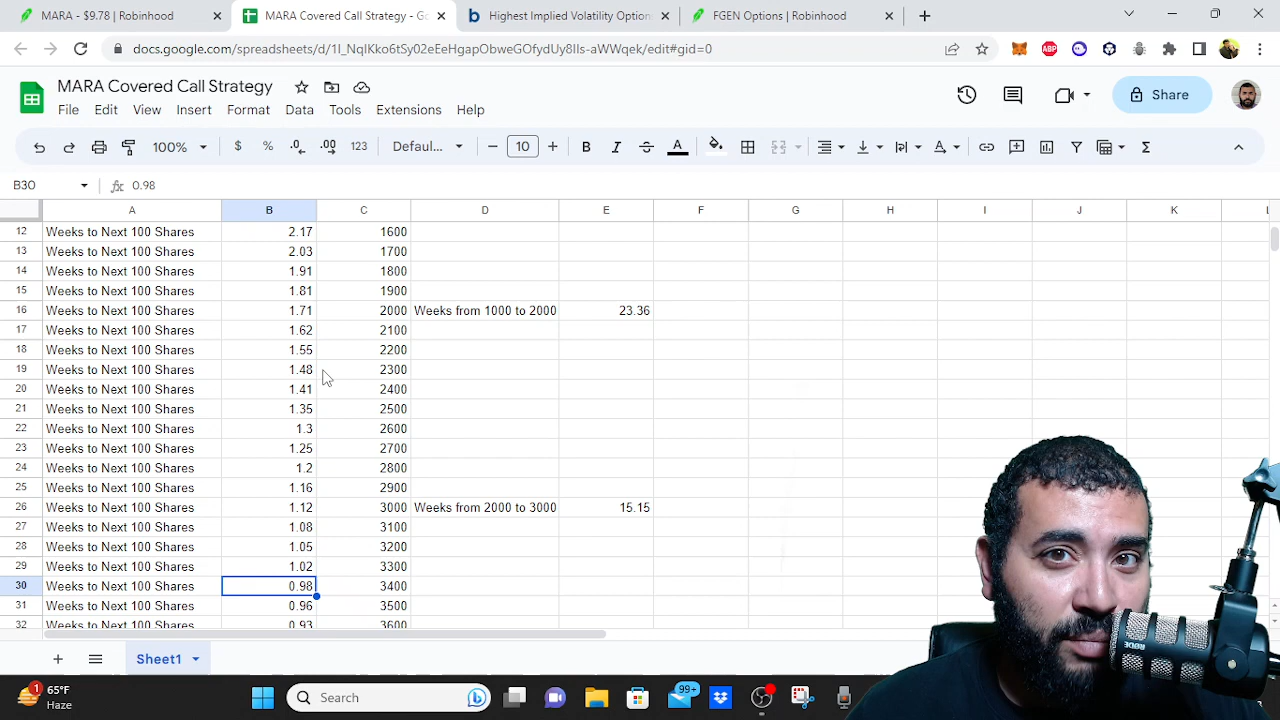 MARA - $9.78 | Robinhood
MARA Covered Call Strategy - Go
Highest Implied Volatility Option
FGEN Options | Robinhood
MARA Covered Call Strategy
Share
File Edit View Insert Format Data Tools Extensions Help
100% $ % .0 .00 123 Defaul... 10 B I A
B30 fx 0.98
A B C D E F G H I J K L
12 Weeks to Next 100 Shares 2.17 1600
13 Weeks to Next 100 Shares 2.03 1700
14 Weeks to Next 100 Shares 1.91 1800
15 Weeks to Next 100 Shares 1.81 1900
16 Weeks to Next 100 Shares 1.71 2000 Weeks from 1000 to 2000 23.36
17 Weeks to Next 100 Shares 1.62 2100
18 Weeks to Next 100 Shares 1.55 2200
19 Weeks to Next 100 Shares 1.48 2300
20 Weeks to Next 100 Shares 1.41 2400
21 Weeks to Next 100 Shares 1.35 2500
22 Weeks to Next 100 Shares 1.3 2600
23 Weeks to Next 100 Shares 1.25 2700
24 Weeks to Next 100 Shares 1.2 2800
25 Weeks to Next 100 Shares 1.16 2900
26 Weeks to Next 100 Shares 1.12 3000 Weeks from 2000 to 3000 15.15
27 Weeks to Next 100 Shares 1.08 3100
28 Weeks to Next 100 Shares 1.05 3200
29 Weeks to Next 100 Shares 1.02 3300
30 Weeks to Next 100 Shares 0.98 3400
31 Weeks to Next 100 Shares 0.96 3500
32 Weeks to Next 100 Shares 0.93 3600
Sheet1
1 65°F
Haze
Search
99+
RØDE